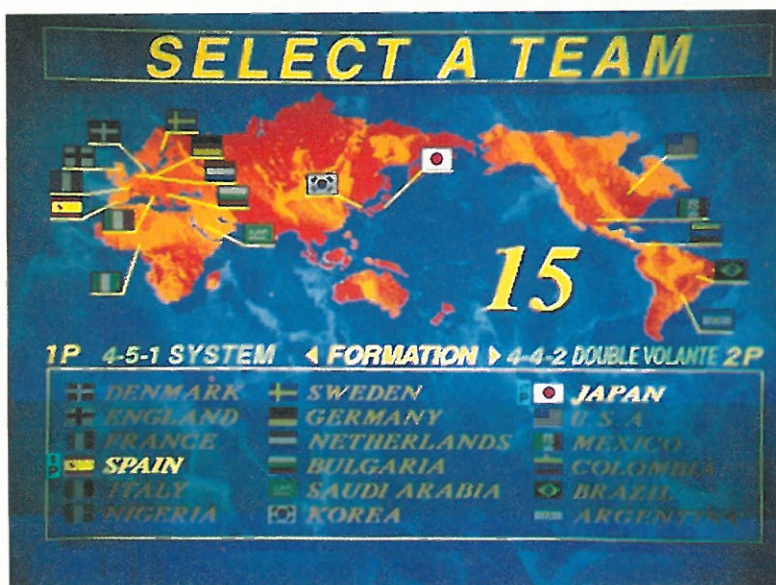 SELECT A TEAM
15
1P 4-5-1 SYSTEM ◀ FORMATION ▶ 4-4-2 DOUBLE VOLANTE 2P
DENMARK SWEDEN JAPAN
ENGLAND GERMANY U.S.A
FRANCE NETHERLANDS MEXICO
1P SPAIN BULGARIA COLOMBIA
ITALY SAUDI ARABIA BRAZIL
NIGERIA KOREA ARGENTINA